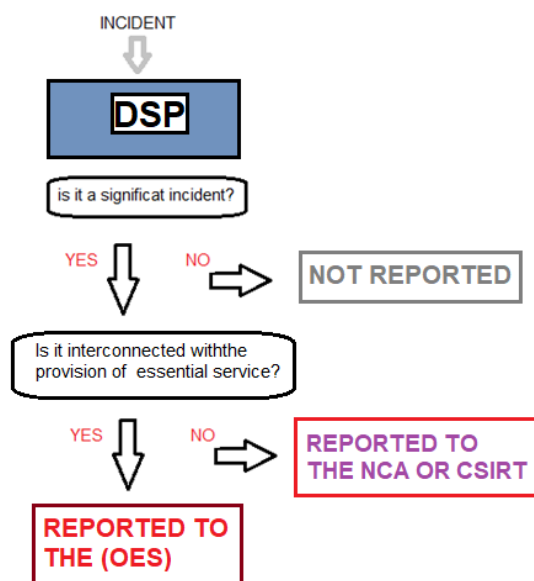 INCIDENT
DSP
is it a significat incident?
YES
NO
NOT REPORTED
Is it interconnected withthe
provision of essential service?
YES
NO
REPORTED TO
THE NCA OR CSIRT
REPORTED TO
THE (OES)